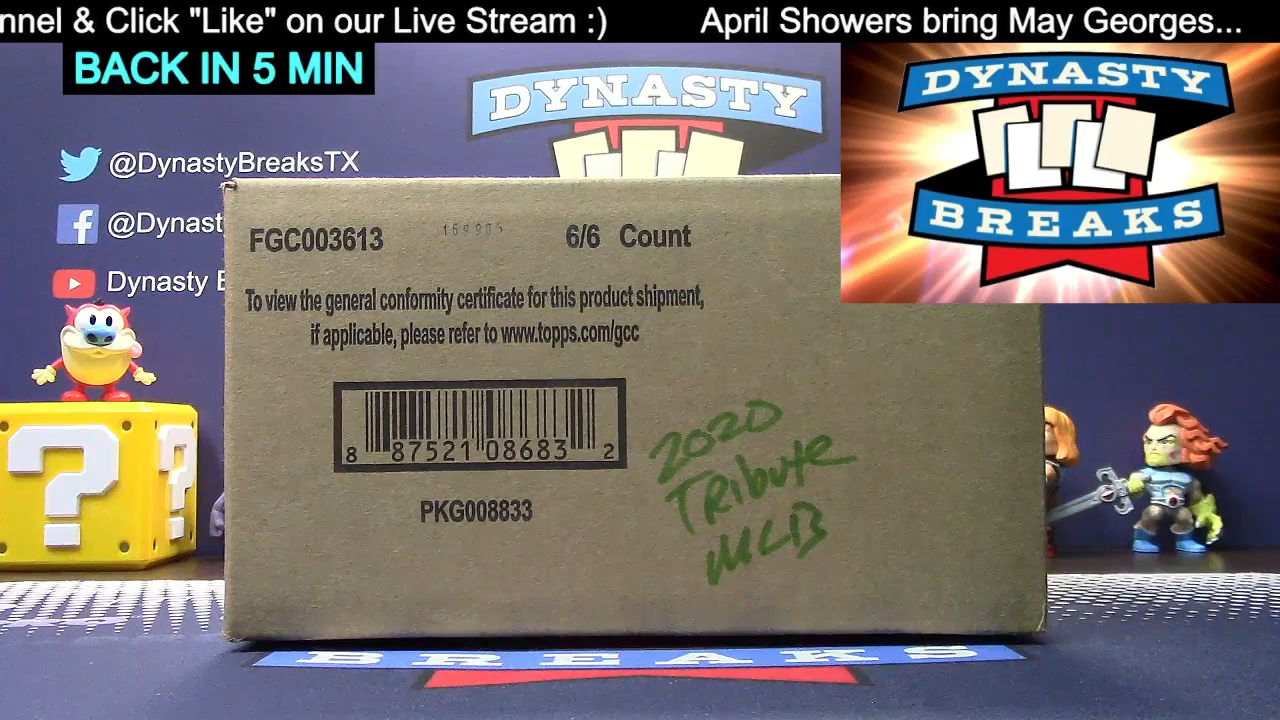 nnel & Click "Like" on our Live Stream :)
April Showers bring May Georges...
BACK IN 5 MIN
DYNASTY
DYNASTY
BREAKS
@DynastyBreaksTX
@Dynast
Dynasty B
FGC003613
6/6 Count
To view the general conformity certificate for this product shipment,
if applicable, please refer to www.topps.com/gcc
8 87521 08683 2
PKG008833
2020
Tribute
MLB
?
?
BREAKS